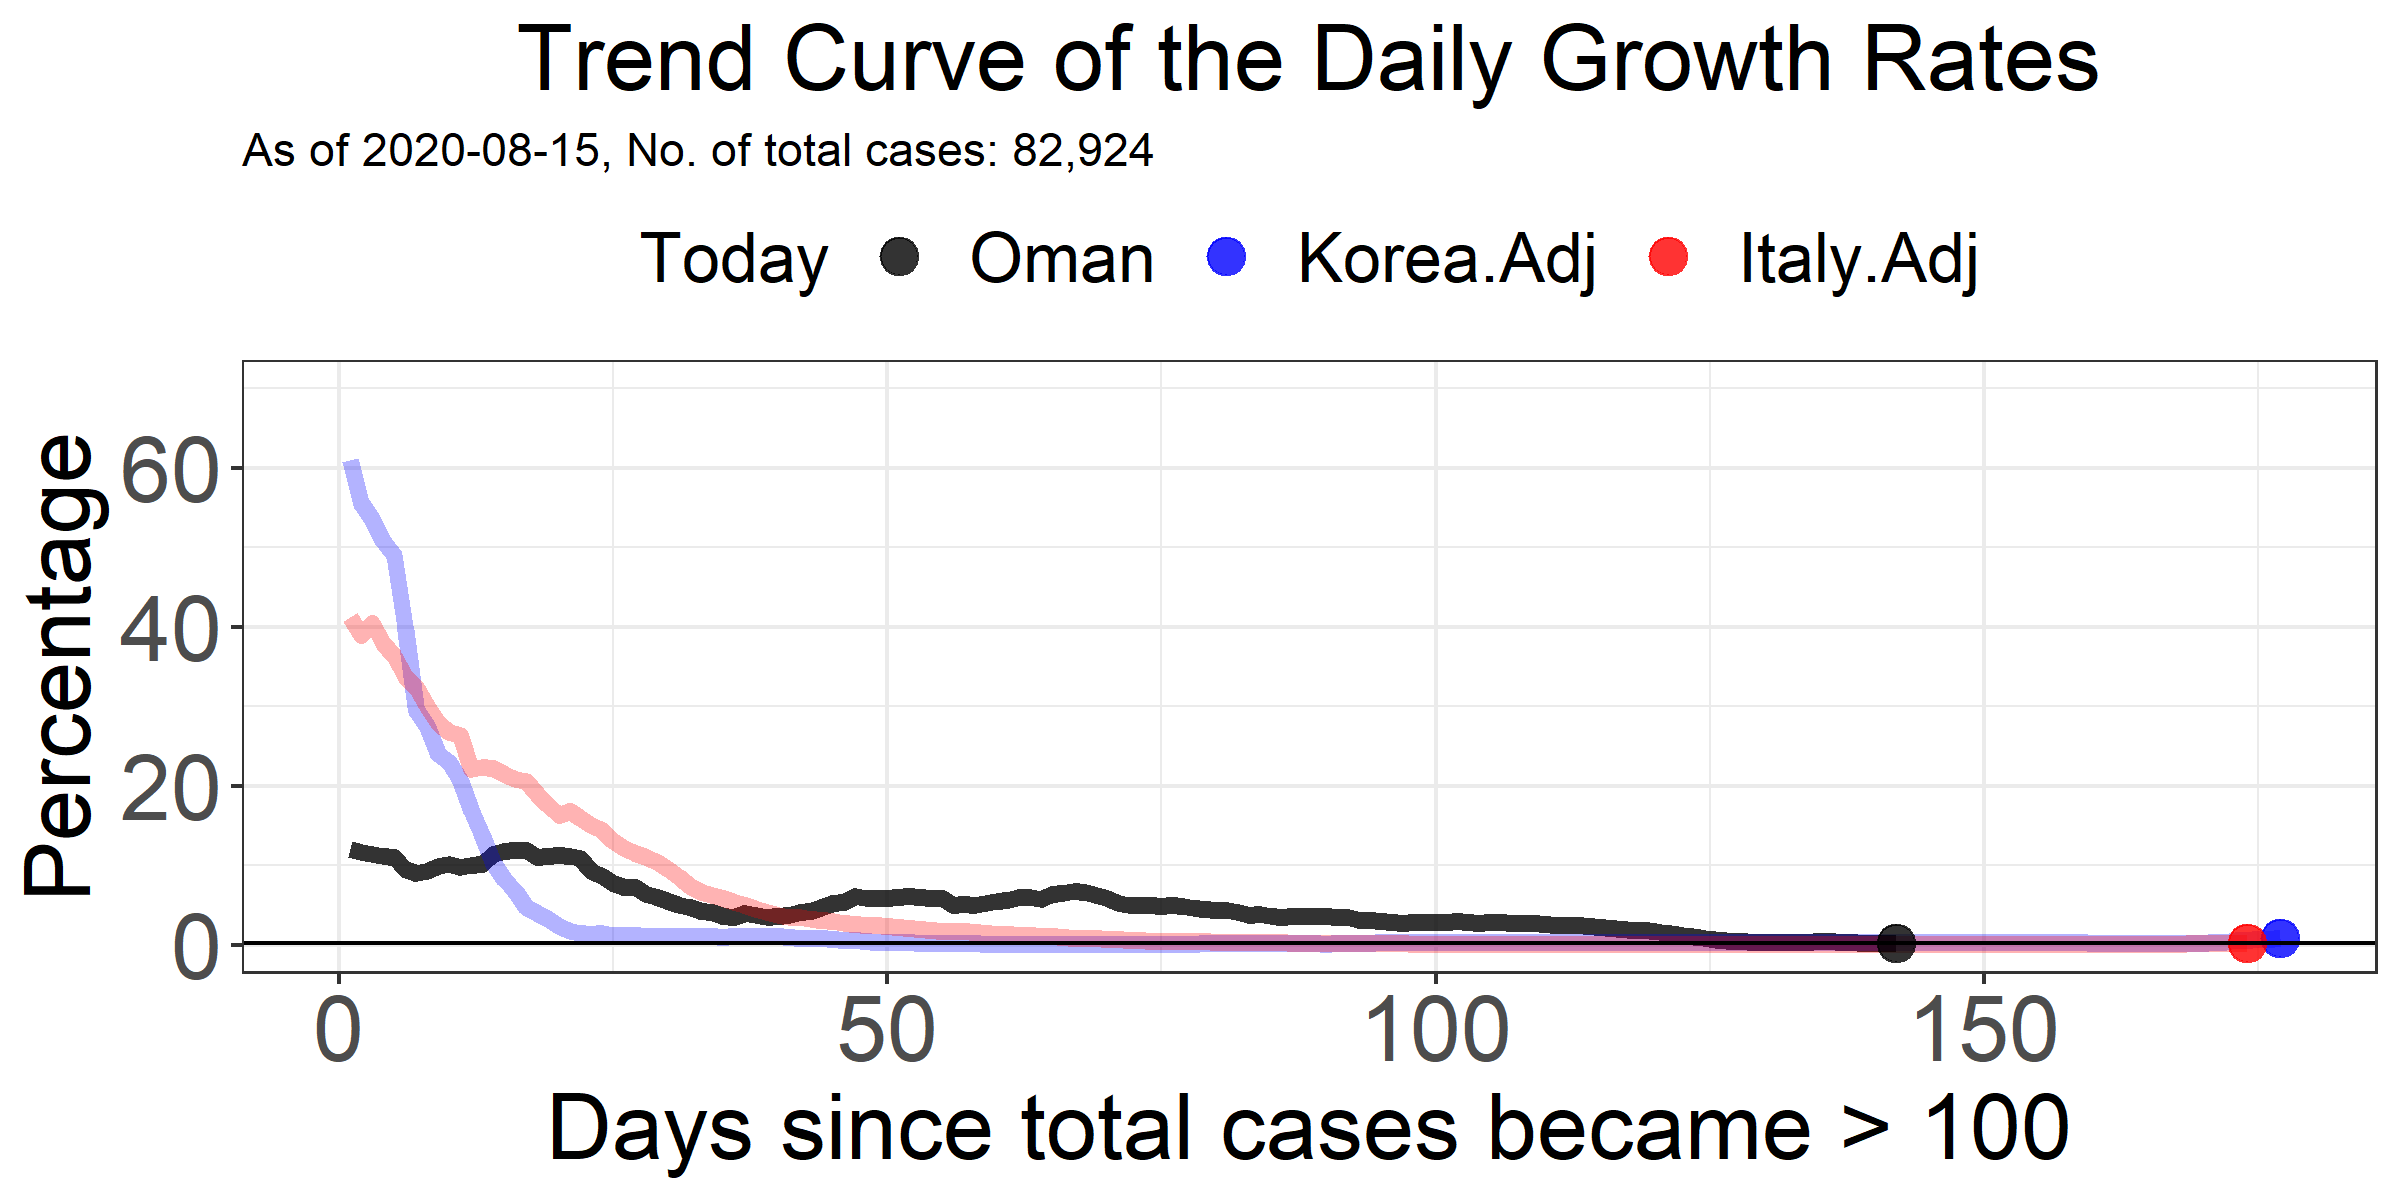 Trend Curve of the Daily Growth Rates
As of 2020-08-15, No. of total cases: 82,924
Today Oman Korea.Adj Italy.Adj
Percentage
60
40
20
0
0 50 100 150
Days since total cases became > 100